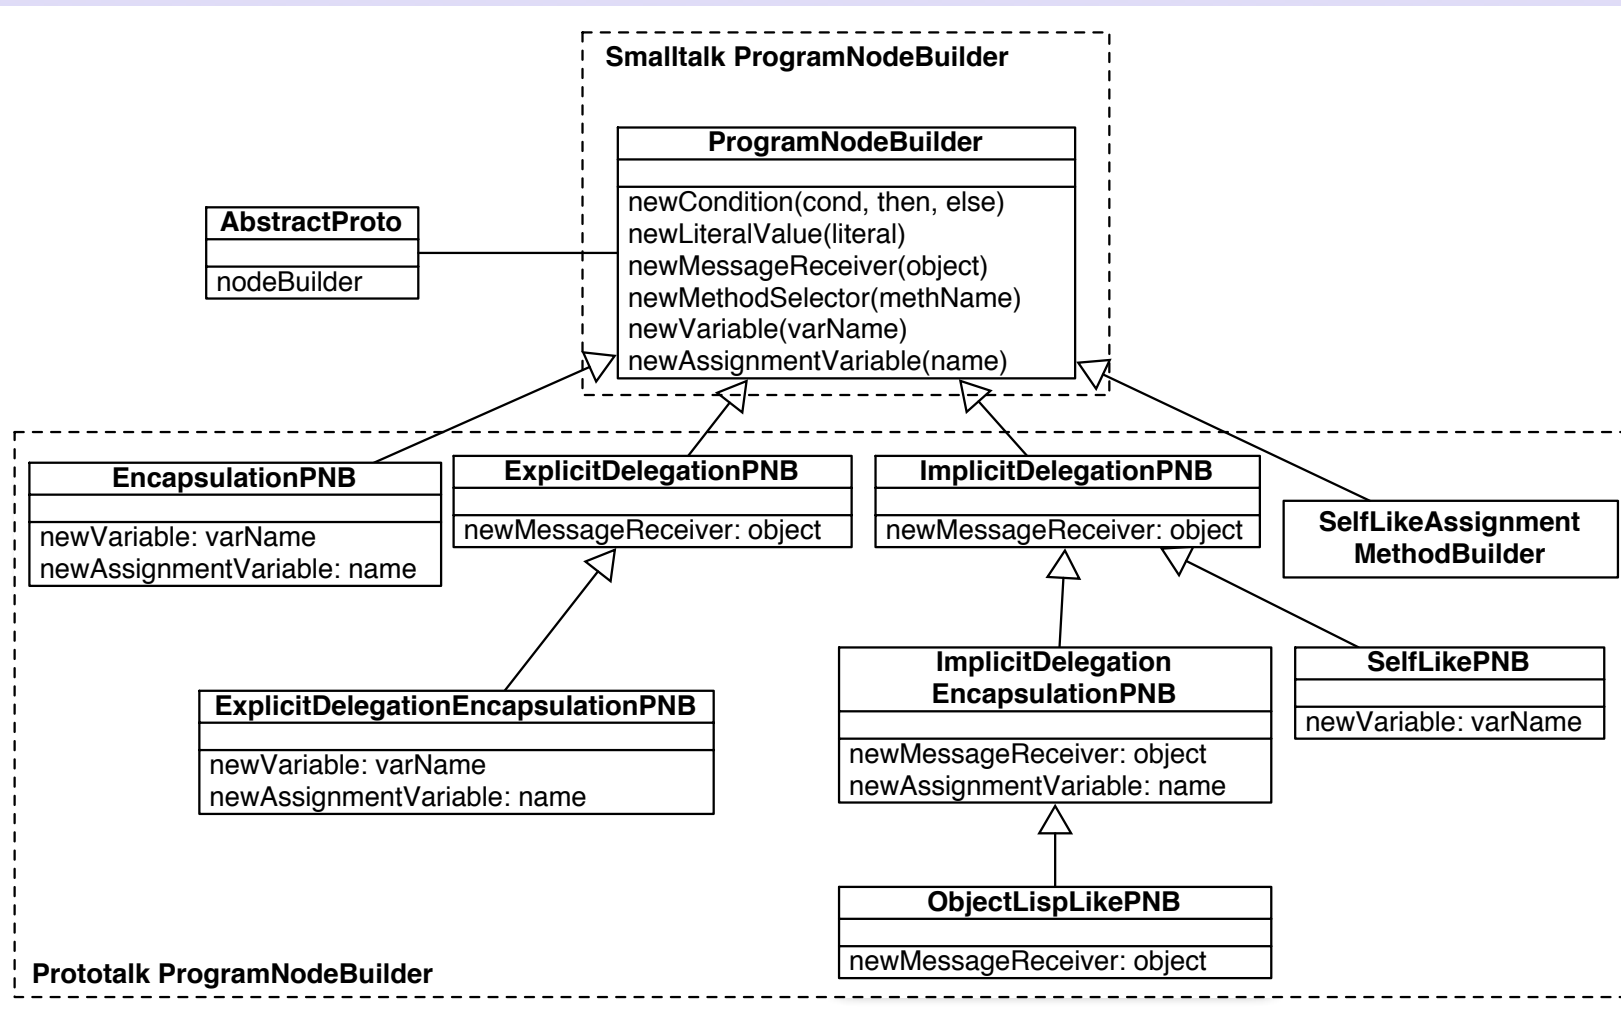 Smalltalk ProgramNodeBuilder
ProgramNodeBuilder
newCondition(cond, then, else)
newLiteralValue(literal)
newMessageReceiver(object)
newMethodSelector(methName)
newVariable(varName)
newAssignmentVariable(name)
AbstractProto
nodeBuilder
EncapsulationPNB
newVariable: varName
newAssignmentVariable: name
ExplicitDelegationPNB
newMessageReceiver: object
ImplicitDelegationPNB
newMessageReceiver: object
SelfLikeAssignment
MethodBuilder
ExplicitDelegationEncapsulationPNB
newVariable: varName
newAssignmentVariable: name
ImplicitDelegation
EncapsulationPNB
newMessageReceiver: object
newAssignmentVariable: name
SelfLikePNB
newVariable: varName
ObjectLispLikePNB
newMessageReceiver: object
Prototalk ProgramNodeBuilder